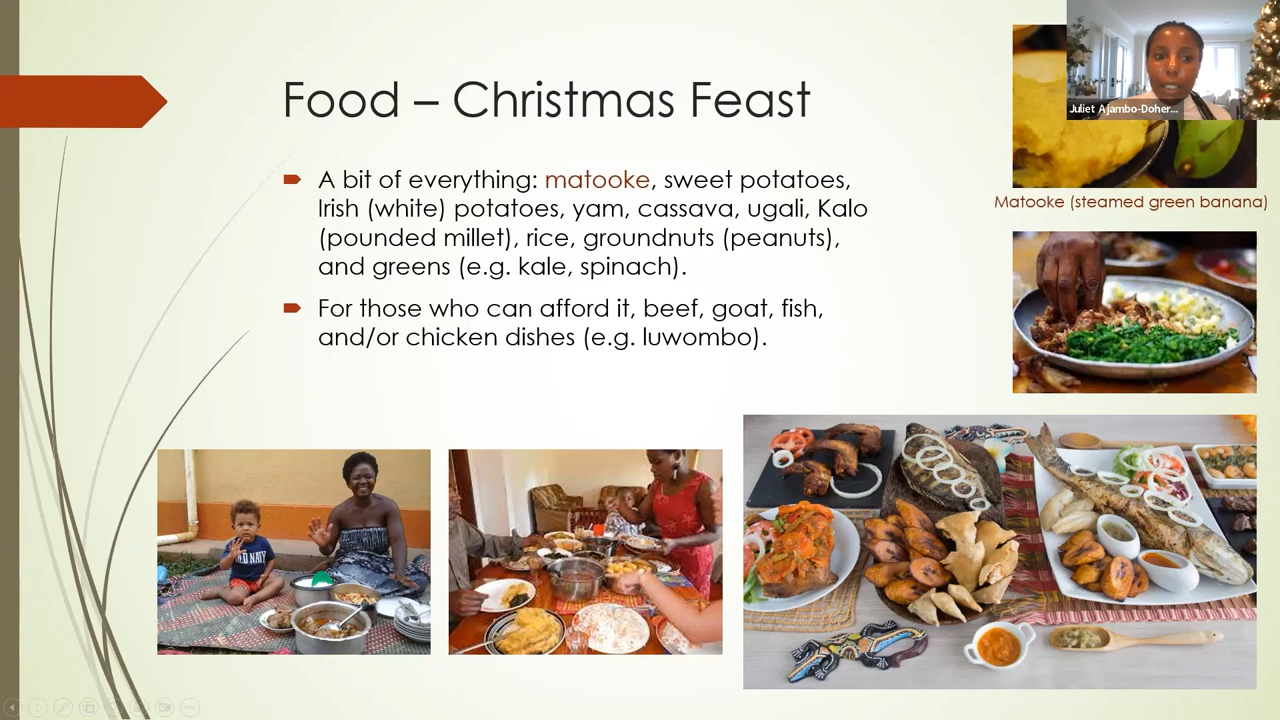 Food – Christmas Feast
A bit of everything: matooke, sweet potatoes,
Irish (white) potatoes, yam, cassava, ugali, Kalo
(pounded millet), rice, groundnuts (peanuts),
and greens (e.g. kale, spinach).
For those who can afford it, beef, goat, fish,
and/or chicken dishes (e.g. luwombo).
Juliet Ajambo-Doher...
Matooke (steamed green banana)
OLD NAVY